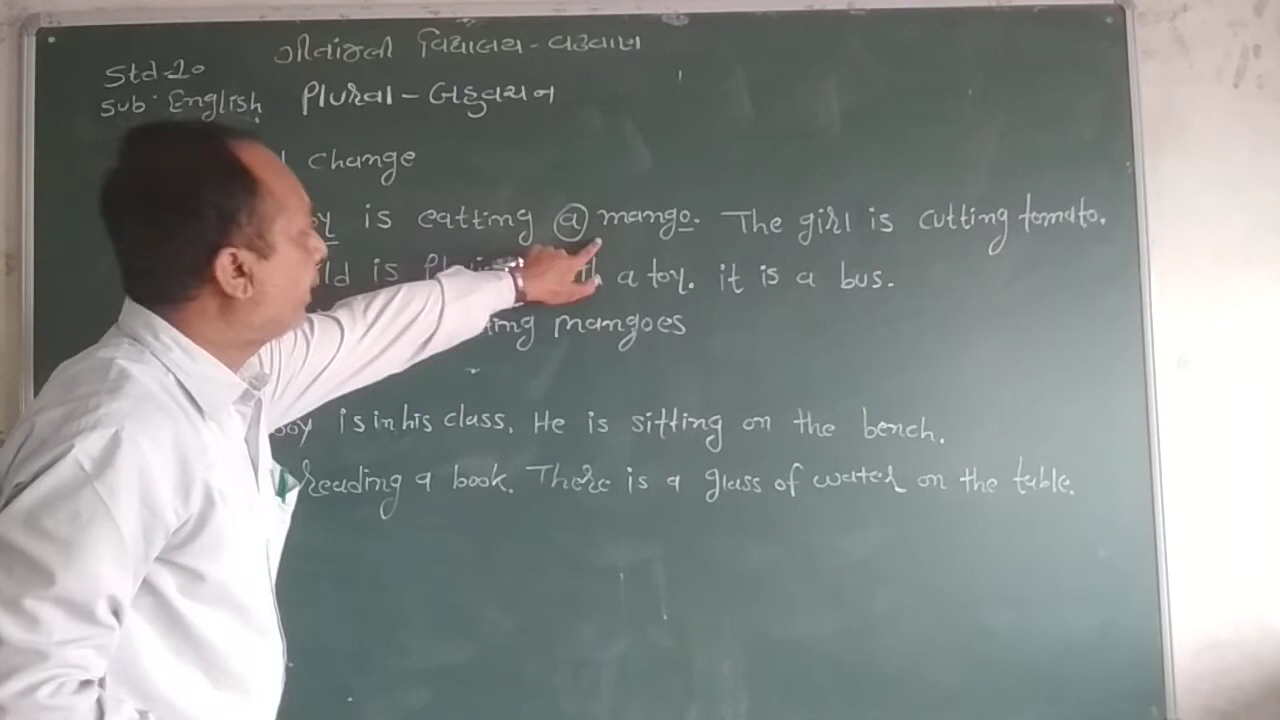 ગીતાંજલી વિદ્યાલય - વઢવાણ
Std-10
Sub: English
Plural - બહુવચન
change
is eatting a mango. The girl is cutting tomato.
is a toy. it is a bus.
mangoes
is in his class. He is sitting on the bench.
reading a book. There is a glass of water on the table.